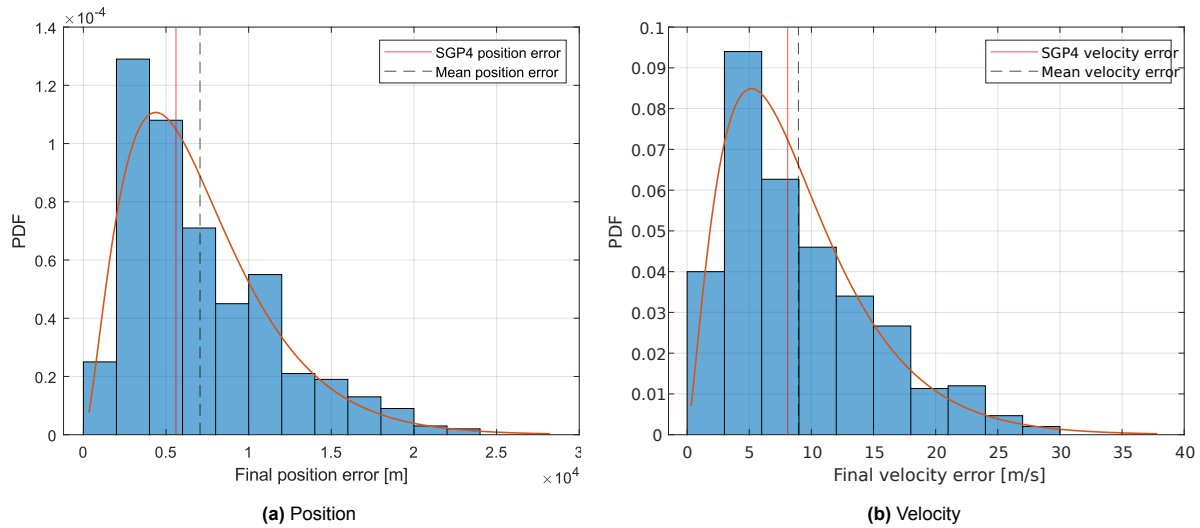 ×10⁻⁴
1.4
1.2
1
0.8
0.6
0.4
0.2
0
PDF
SGP4 position error
Mean position error
0 0.5 1 1.5 2 2.5 3
Final position error [m]
×10⁴
(a) Position
0.1
0.09
0.08
0.07
0.06
0.05
0.04
0.03
0.02
0.01
0
PDF
SGP4 velocity error
Mean velocity error
0 5 10 15 20 25 30 35 40
Final velocity error [m/s]
(b) Velocity